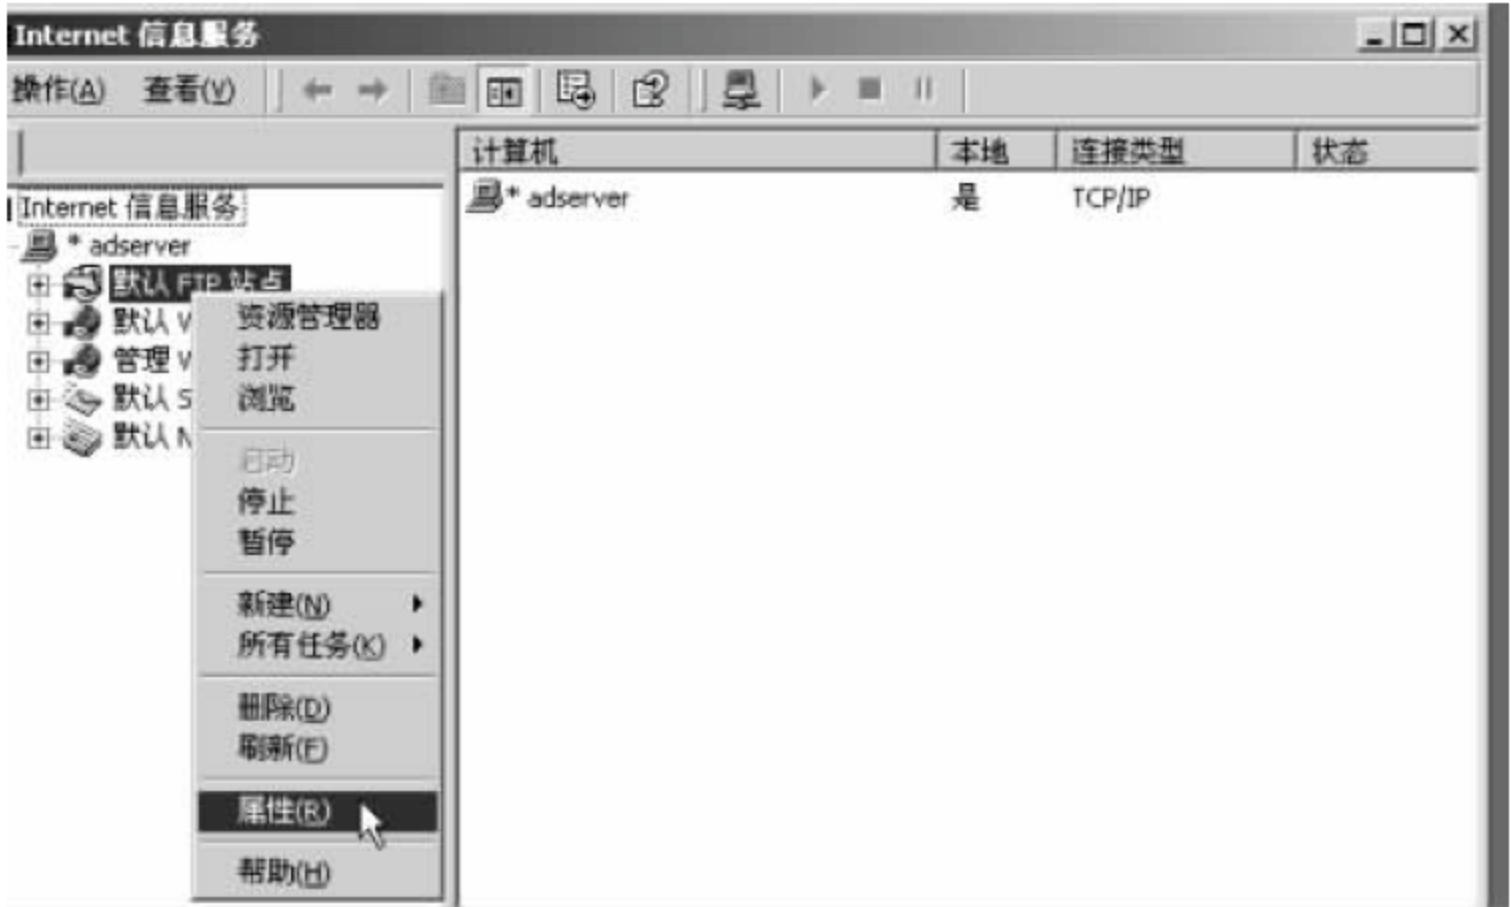 Internet 信息服务
操作(A) 查看(V)
计算机 本地 连接类型 状态
* adserver 是 TCP/IP
Internet 信息服务
* adserver
默认 FTP 站点
默认 W
管理 W
默认 S
默认 N
资源管理器
打开
浏览
启动
停止
暂停
新建(N)
所有任务(K)
删除(D)
刷新(F)
属性(R)
帮助(H)